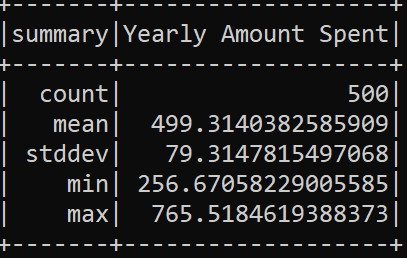 +-------+--------------------+
|summary|Yearly Amount Spent|
+-------+-------------------+
|  count|                500|
|   mean|  499.3140382585909|
| stddev|   79.3147815497068|
|    min| 256.67058229005585|
|    max|  765.5184619388373|
+-------+-------------------+